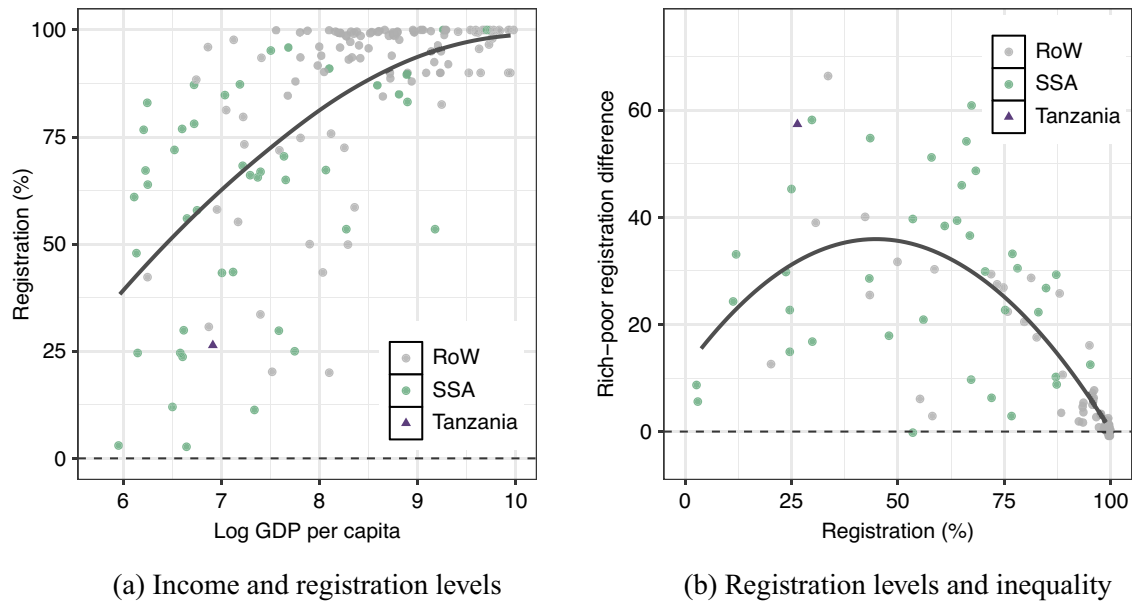 100
75
50
25
0
Registration (%)
6
7
8
9
10
Log GDP per capita
RoW
SSA
Tanzania
(a) Income and registration levels
60
40
20
0
Rich−poor registration difference
0
25
50
75
100
Registration (%)
RoW
SSA
Tanzania
(b) Registration levels and inequality